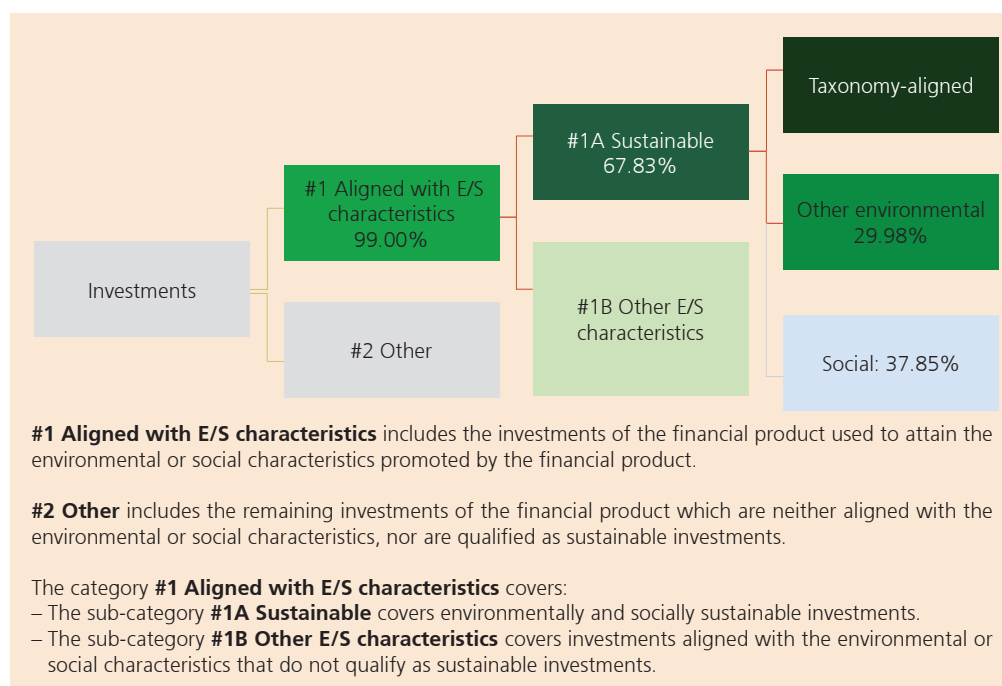 Investments
#1 Aligned with E/S
characteristics
99.00%
#2 Other
#1A Sustainable
67.83%
#1B Other E/S
characteristics
Taxonomy-aligned
Other environmental
29.98%
Social: 37.85%
#1 Aligned with E/S characteristics includes the investments of the financial product used to attain the
environmental or social characteristics promoted by the financial product.
#2 Other includes the remaining investments of the financial product which are neither aligned with the
environmental or social characteristics, nor are qualified as sustainable investments.
The category #1 Aligned with E/S characteristics covers:
– The sub-category #1A Sustainable covers environmentally and socially sustainable investments.
– The sub-category #1B Other E/S characteristics covers investments aligned with the environmental or
social characteristics that do not qualify as sustainable investments.